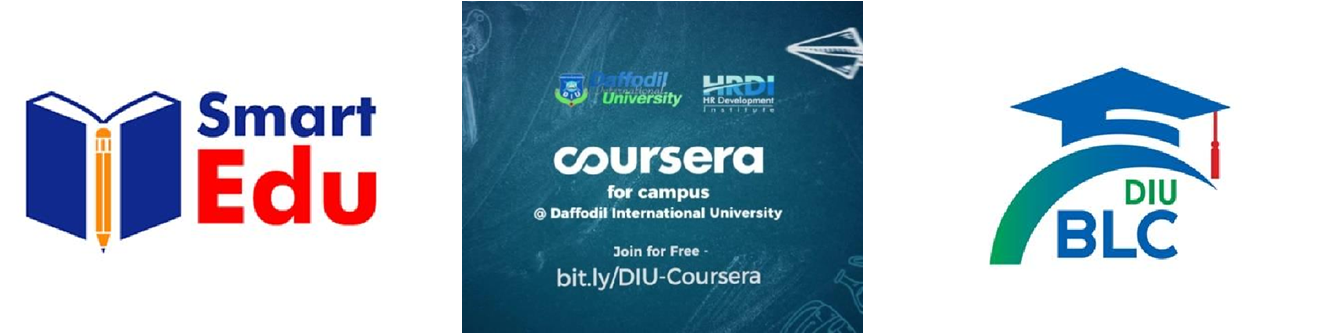 Smart
Edu
DIU
Daffodil
International
University
HRDI
HR Development
Institute
coursera
for campus
@ Daffodil International University
Join for Free -
bit.ly/DIU-Coursera
DIU
BLC